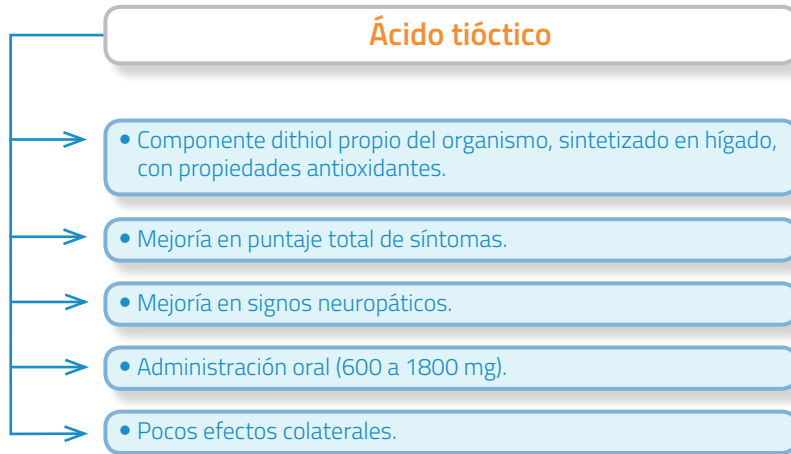 Ácido tióctico
• Componente dithiol propio del organismo, sintetizado en hígado,
con propiedades antioxidantes.
• Mejoría en puntaje total de síntomas.
• Mejoría en signos neuropáticos.
• Administración oral (600 a 1800 mg).
• Pocos efectos colaterales.